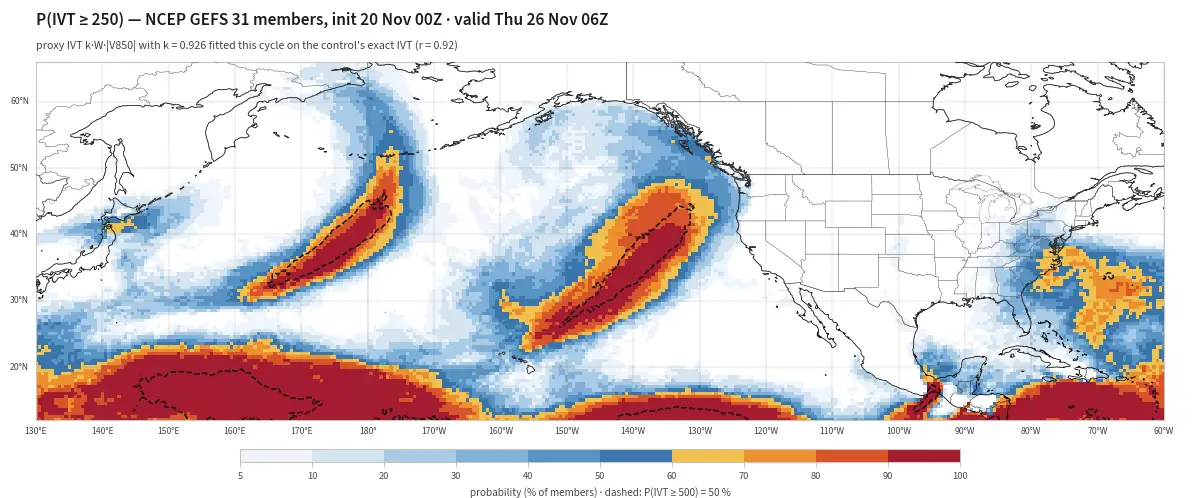 P(IVT ≥ 250) — NCEP GEFS 31 members, init 20 Nov 00Z · valid Thu 26 Nov 06Z
proxy IVT k·W·|V850| with k = 0.926 fitted this cycle on the control's exact IVT (r = 0.92)
60°N
50°N
40°N
30°N
20°N
130°E 140°E 150°E 160°E 170°E 180° 170°W 160°W 150°W 140°W 130°W 120°W 110°W 100°W 90°W 80°W 70°W 60°W
5 10 20 30 40 50 60 70 80 90 100
probability (% of members) · dashed: P(IVT ≥ 500) = 50 %